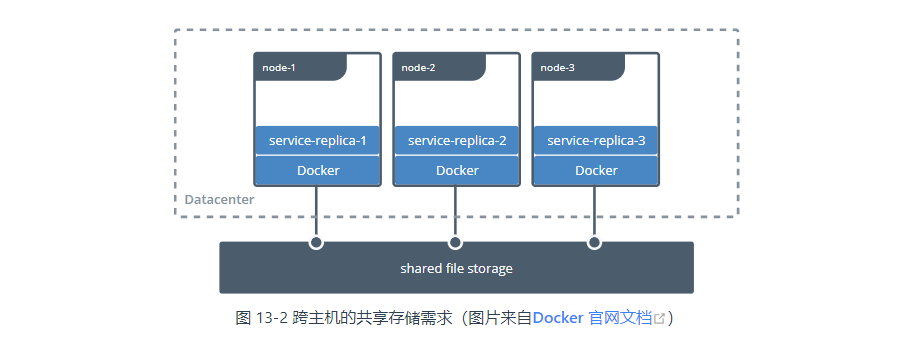 node-1 node-2 node-3
service-replica-1 service-replica-2 service-replica-3
Docker Docker Docker
Datacenter
shared file storage
图 13-2 跨主机的共享存储需求（图片来自Docker 官网文档）